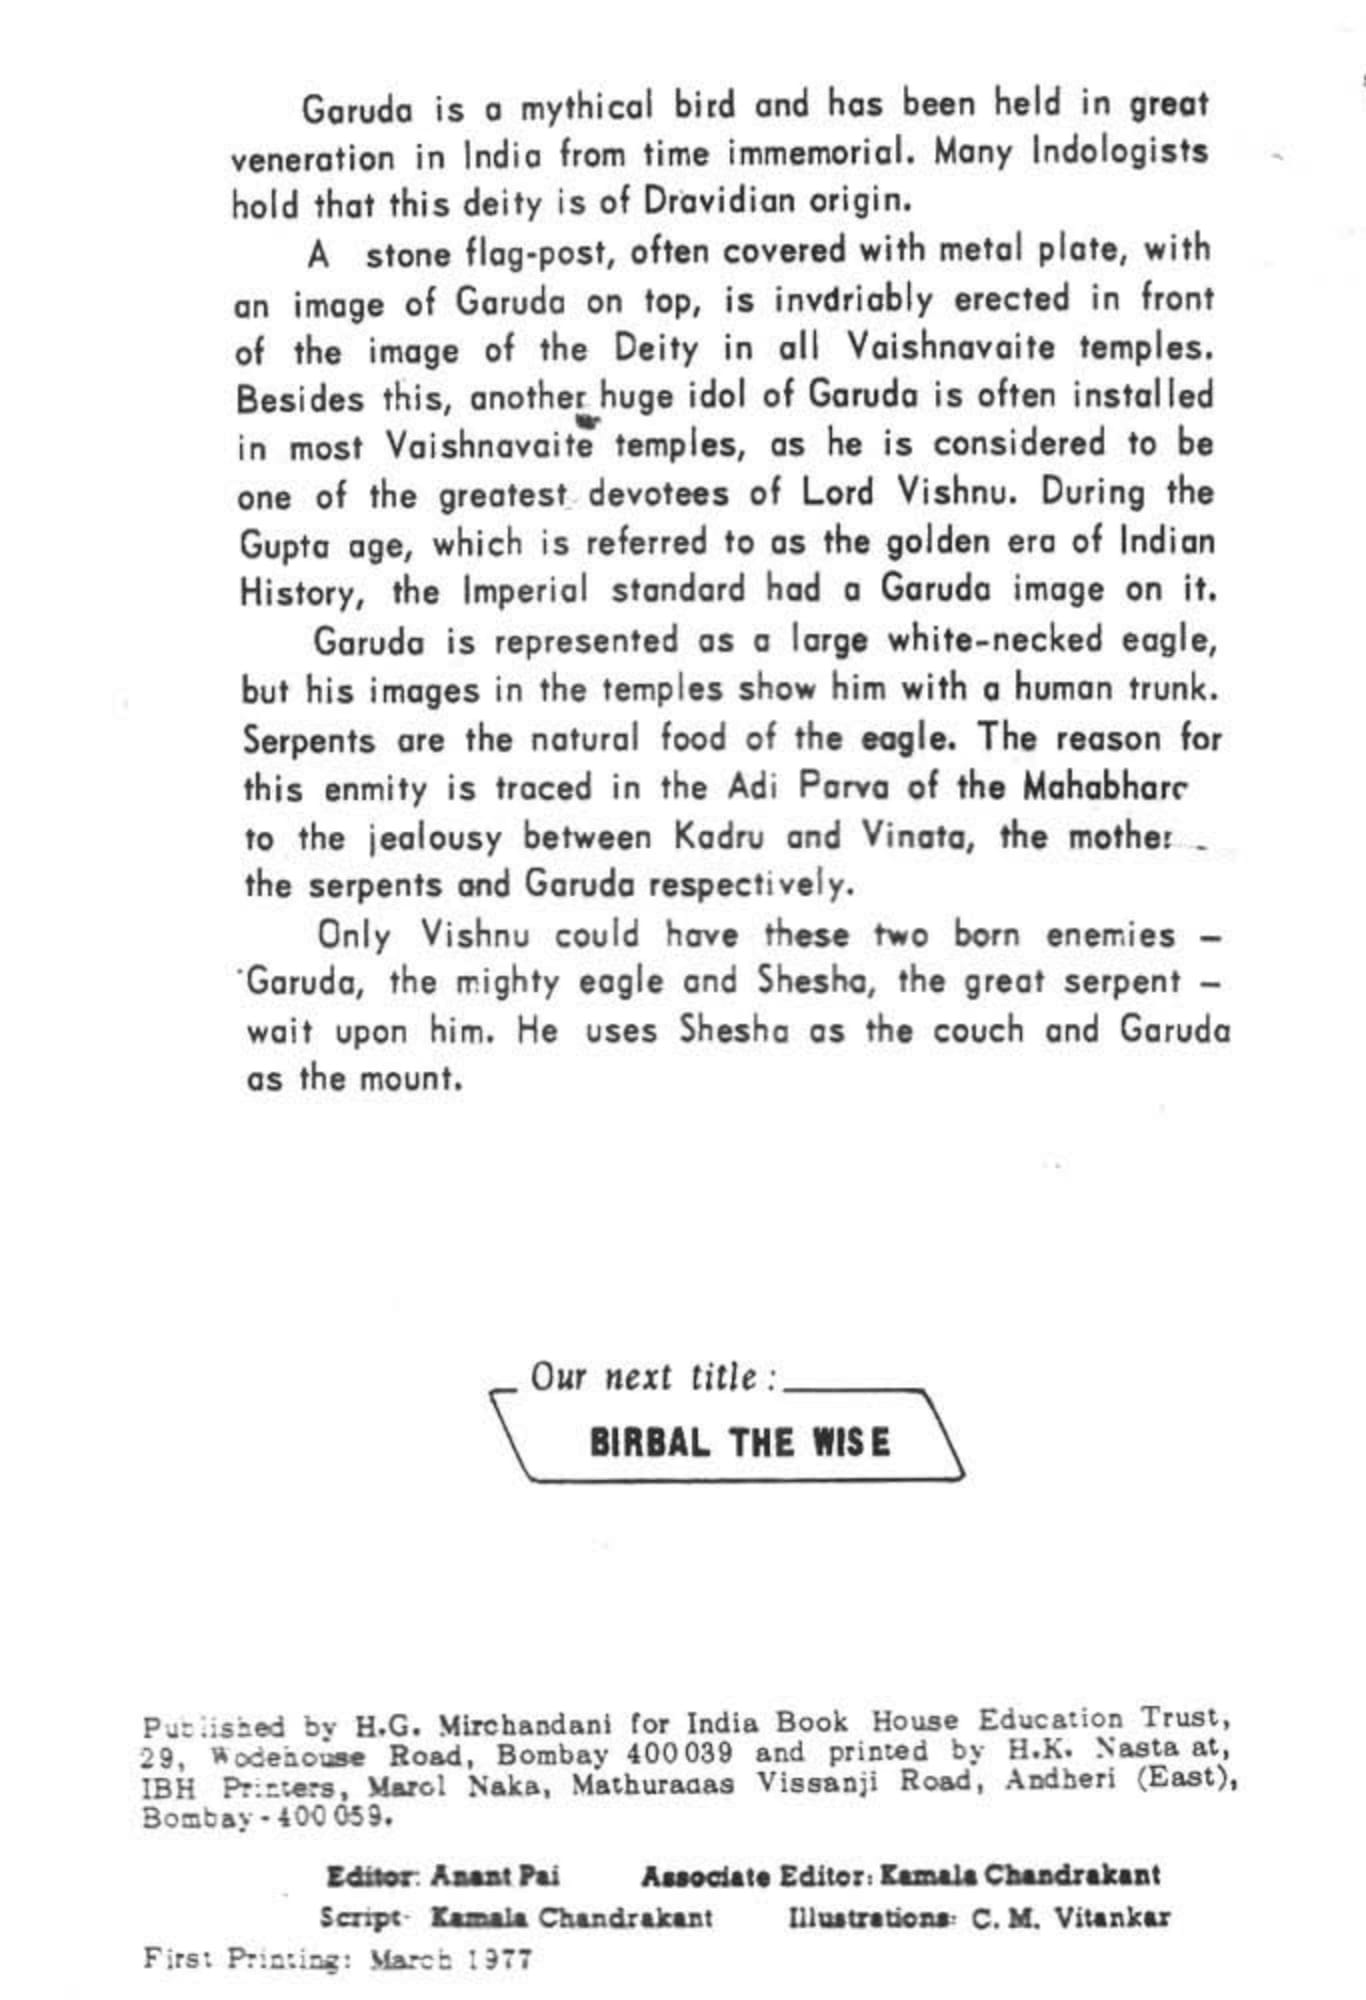 Garuda is a mythical bird and has been held in great
veneration in India from time immemorial. Many Indologists
hold that this deity is of Dravidian origin.
A stone flag-post, often covered with metal plate, with
an image of Garuda on top, is invariably erected in front
of the image of the Deity in all Vaishnavaite temples.
Besides this, another huge idol of Garuda is often installed
in most Vaishnavaite temples, as he is considered to be
one of the greatest devotees of Lord Vishnu. During the
Gupta age, which is referred to as the golden era of Indian
History, the Imperial standard had a Garuda image on it.
Garuda is represented as a large white-necked eagle,
but his images in the temples show him with a human trunk.
Serpents are the natural food of the eagle. The reason for
this enmity is traced in the Adi Parva of the Mahabhar
to the jealousy between Kadru and Vinata, the mother
the serpents and Garuda respectively.
Only Vishnu could have these two born enemies –
Garuda, the mighty eagle and Shesha, the great serpent –
wait upon him. He uses Shesha as the couch and Garuda
as the mount.
Our next title :
BIRBAL THE WISE
Published by H.G. Mirchandani for India Book House Education Trust,
29, Wodehouse Road, Bombay 400039 and printed by H.K. Nasta at,
IBH Printers, Marol Naka, Mathuradas Vissanji Road, Andheri (East),
Bombay - 400 059.
Editor: Anant Pai Associate Editor: Kamala Chandrakant
Script: Kamala Chandrakant Illustrations: C. M. Vitankar
First Printing: March 1977